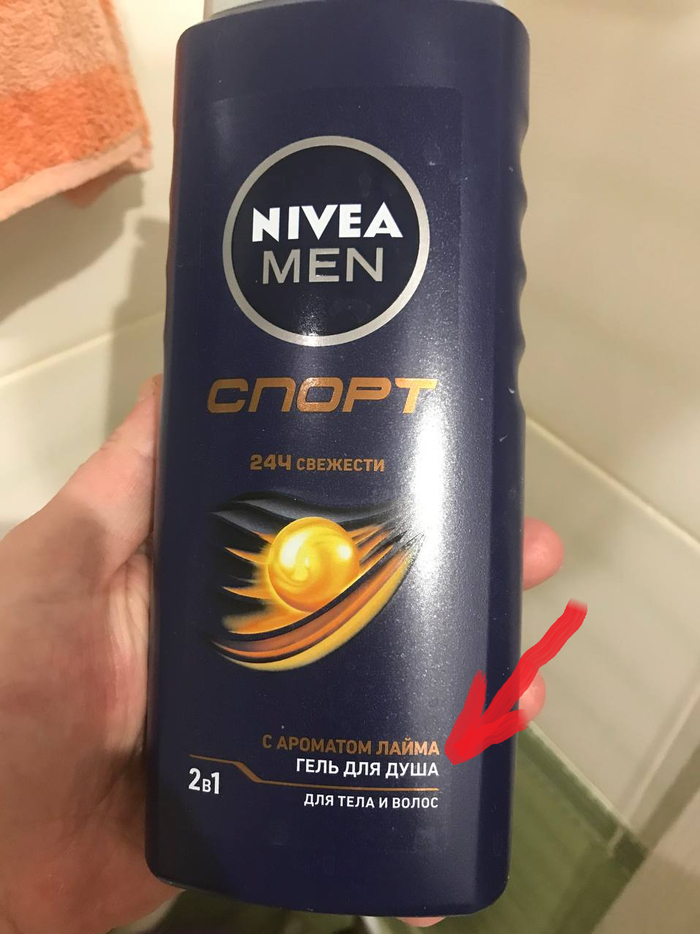 NIVEA
MEN
СПОРТ
24Ч СВЕЖЕСТИ
С АРОМАТОМ ЛАЙМА
ГЕЛЬ ДЛЯ ДУША
2в1
ДЛЯ ТЕЛА И ВОЛОС